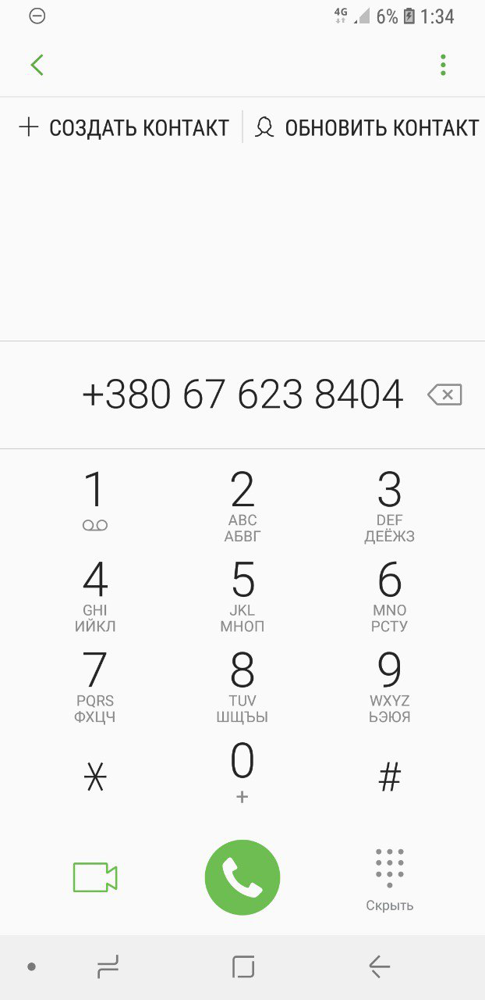 4G 6% 1:34
СОЗДАТЬ КОНТАКТ ОБНОВИТЬ КОНТАКТ
+380 67 623 8404
1 2 3
ABC DEF
АБВГ ДЕЁЖЗ
4 5 6
GHI JKL MNO
ИЙКЛ МНОП РСТУ
7 8 9
PQRS TUV WXYZ
ФХЦЧ ШЩЪЫ ЬЭЮЯ
* 0 #
+
Скрыть